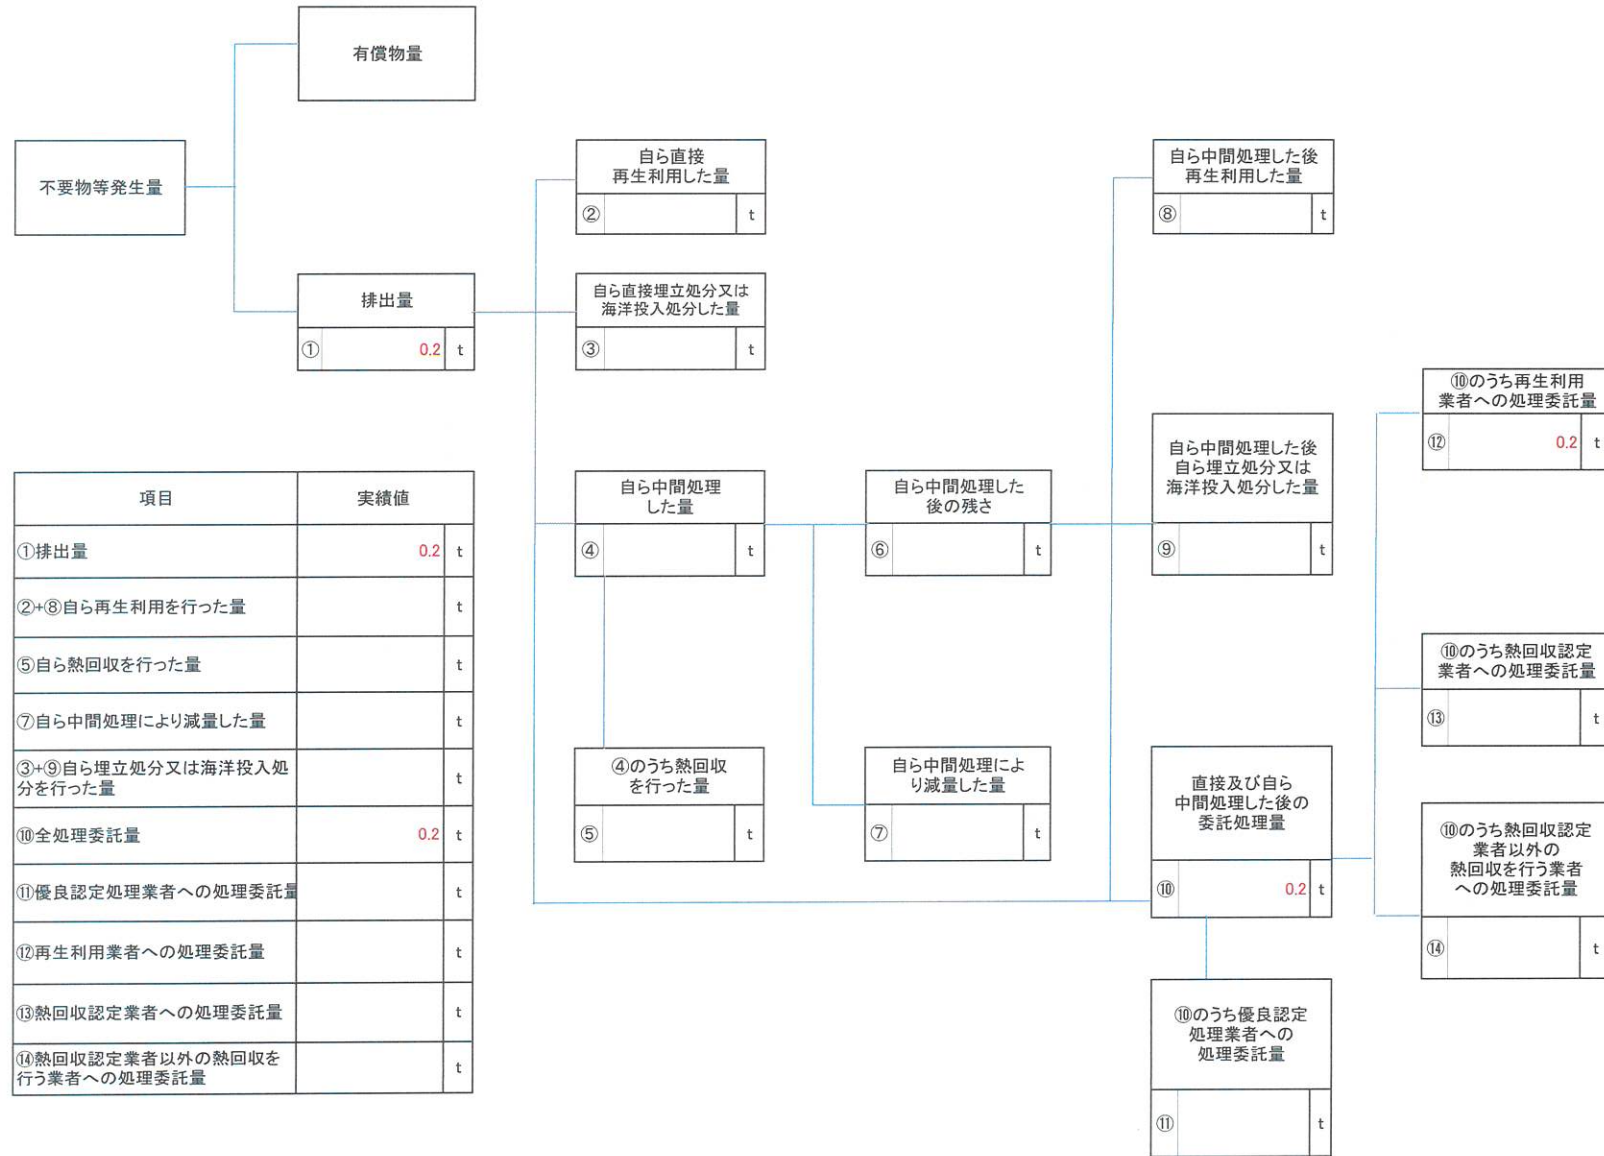 有償物量
不要物等発生量
自ら直接
再生利用した量
② t
自ら中間処理した後
再生利用した量
⑧ t
排出量
① 0.2 t
自ら直接埋立処分又は
海洋投入処分した量
③ t
⑩のうち再生利用
業者への処理委託量
⑫ 0.2 t
自ら中間処理
した量
④ t
自ら中間処理した
後の残さ
⑥ t
自ら中間処理した後
自ら埋立処分又は
海洋投入処分した量
⑨ t
⑩のうち熱回収認定
業者への処理委託量
⑬ t
④のうち熱回収
を行った量
⑤ t
自ら中間処理によ
り減量した量
⑦ t
直接及び自ら
中間処理した後の
委託処理量
⑩ 0.2 t
⑩のうち熱回収認定
業者以外の
熱回収を行う業者
への処理委託量
⑭ t
⑩のうち優良認定
処理業者への
処理委託量
⑪ t
項目 実績値
①排出量 0.2 t
②+⑧自ら再生利用を行った量 t
⑤自ら熱回収を行った量 t
⑦自ら中間処理により減量した量 t
③+⑨自ら埋立処分又は海洋投入処
分を行った量 t
⑩全処理委託量 0.2 t
⑪優良認定処理業者への処理委託量 t
⑫再生利用業者への処理委託量 t
⑬熱回収認定業者への処理委託量 t
⑭熱回収認定業者以外の熱回収を
行う業者への処理委託量 t